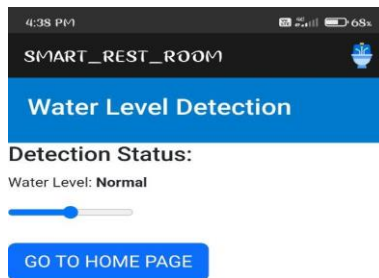 4:38 PM
68%
SMART_REST_ROOM
Water Level Detection
Detection Status:
Water Level: Normal
GO TO HOME PAGE